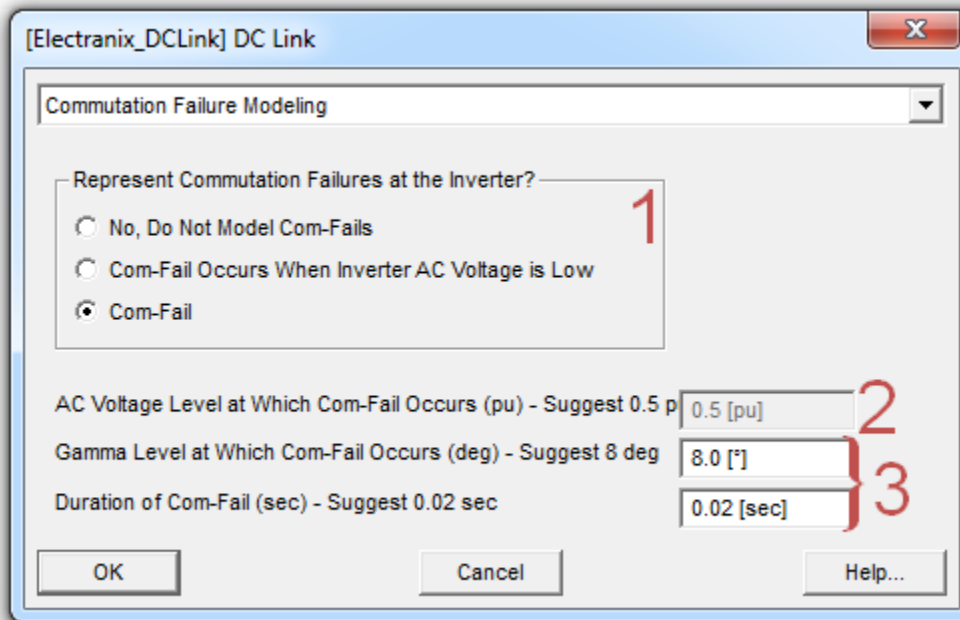 [Electranix_DCLink] DC Link
x
Commutation Failure Modeling
Represent Commutation Failures at the Inverter?
1
No, Do Not Model Com-Fails
Com-Fail Occurs When Inverter AC Voltage is Low
Com-Fail
AC Voltage Level at Which Com-Fail Occurs (pu) - Suggest 0.5 p 0.5 [pu] 2
Gamma Level at Which Com-Fail Occurs (deg) - Suggest 8 deg 8.0 [°]
3
Duration of Com-Fail (sec) - Suggest 0.02 sec 0.02 [sec]
OK Cancel Help...